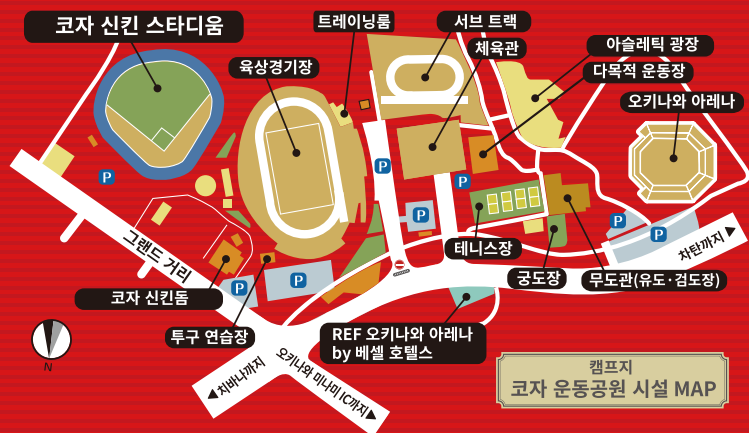 코자 신킨 스타디움
트레이닝룸
서브 트랙
체육관
아슬레틱 광장
다목적 운동장
오키나와 아레나
육상경기장
P
P
P
P
P
P
P
P
그랜드 거리
코자 신킨돔
투구 연습장
테니스장
궁도장
무도관(유도·검도장)
차탄까지▶
REF 오키나와 아레나
by 베셀 호텔스
◀치바나까지
오키나와 미나미 IC까지▶
N
캠프지
코자 운동공원 시설 MAP